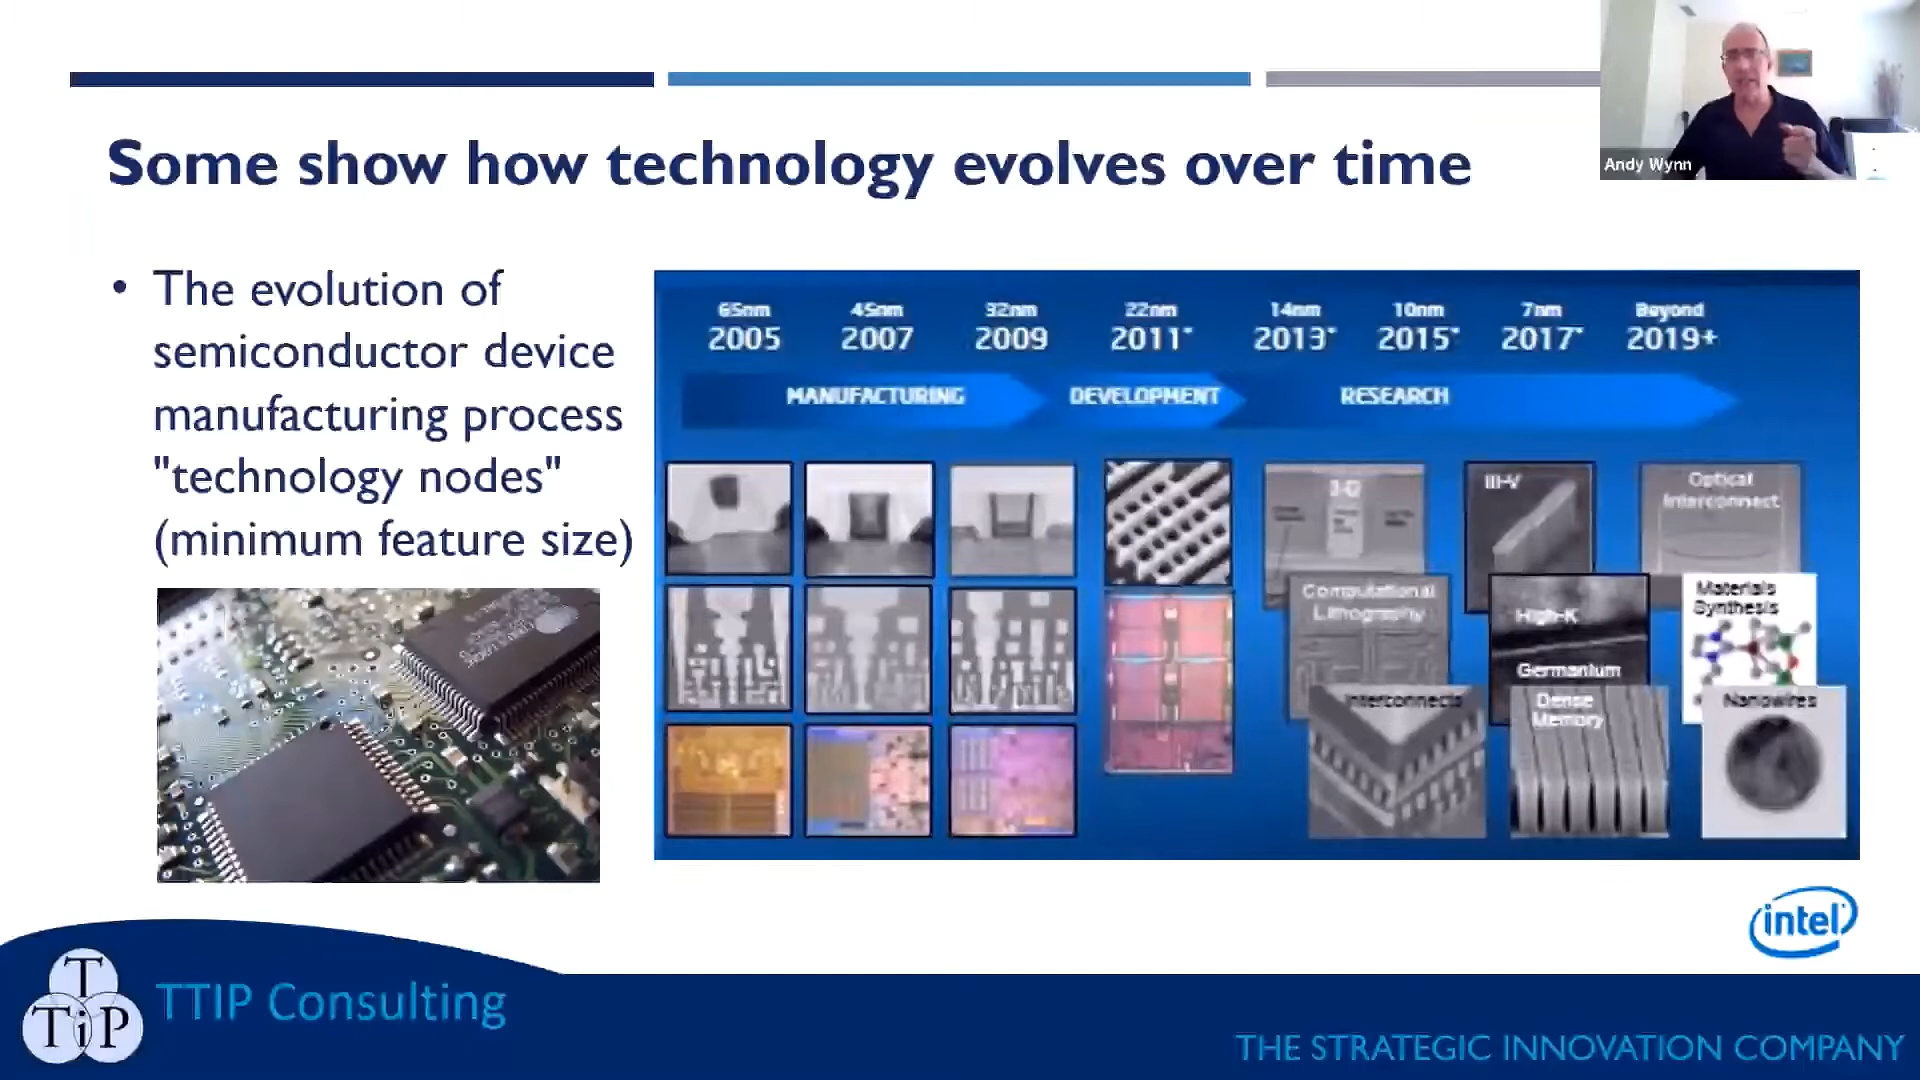 Andy Wynn
Some show how technology evolves over time
• The evolution of
semiconductor device
manufacturing process
"technology nodes"
(minimum feature size)
65nm 45nm 32nm 22nm 14nm 10nm 7nm Beyond
2005 2007 2009 2011* 2013* 2015* 2017* 2019+
MANUFACTURING DEVELOPMENT RESEARCH
3-D
III-V
Optical
Interconnect
Computational
Lithography
High-K
Germanium
Materials
Synthesis
Interconnects
Dense
Memory
Nanowires
intel
T
TiP
TTIP Consulting
THE STRATEGIC INNOVATION COMPANY